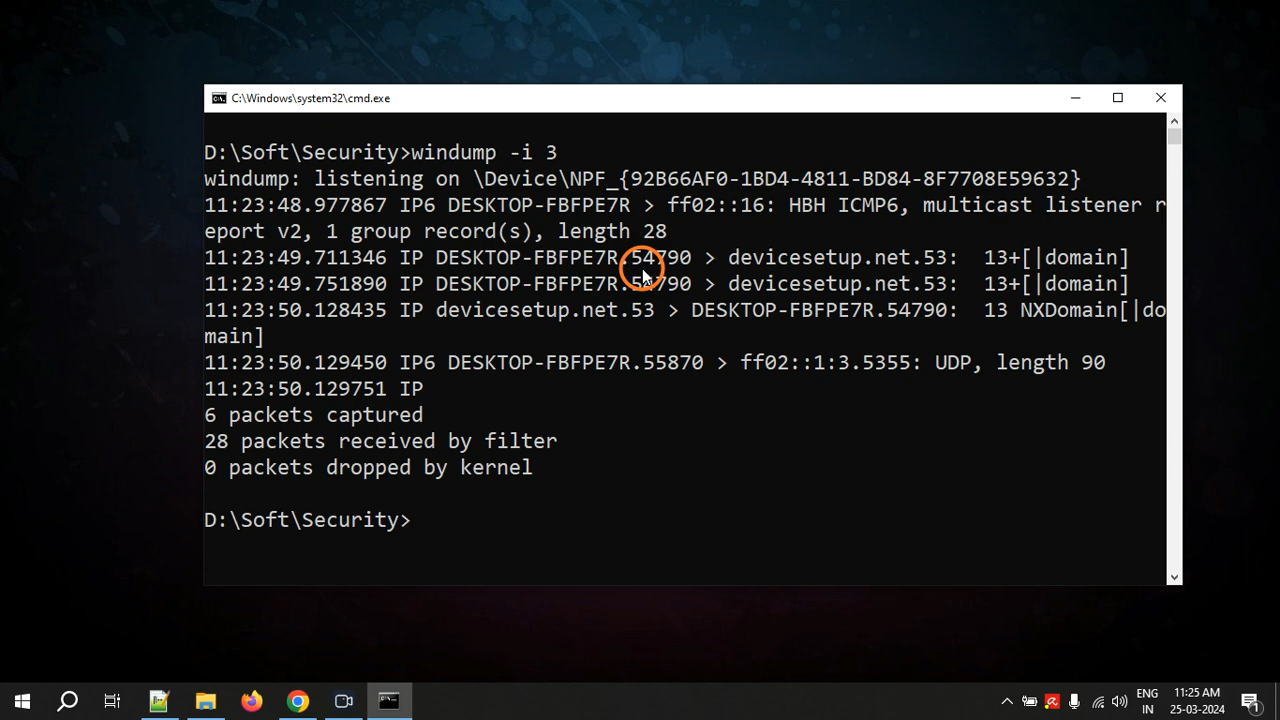 C:\Windows\system32\cmd.exe
D:\Soft\Security>windump -i 3
windump: listening on \Device\NPF_{92B66AF0-1BD4-4811-BD84-8F7708E59632}
11:23:48.977867 IP6 DESKTOP-FBFPE7R > ff02::16: HBH ICMP6, multicast listener r
eport v2, 1 group record(s), length 28
11:23:49.711346 IP DESKTOP-FBFPE7R.54790 > devicesetup.net.53:  13+[|domain]
11:23:49.751890 IP DESKTOP-FBFPE7R.54790 > devicesetup.net.53:  13+[|domain]
11:23:50.128435 IP devicesetup.net.53 > DESKTOP-FBFPE7R.54790:  13 NXDomain[|do
main]
11:23:50.129450 IP6 DESKTOP-FBFPE7R.55870 > ff02::1:3.5355: UDP, length 90
11:23:50.129751 IP
6 packets captured
28 packets received by filter
0 packets dropped by kernel
D:\Soft\Security>
ENG
IN
11:25 AM
25-03-2024
1